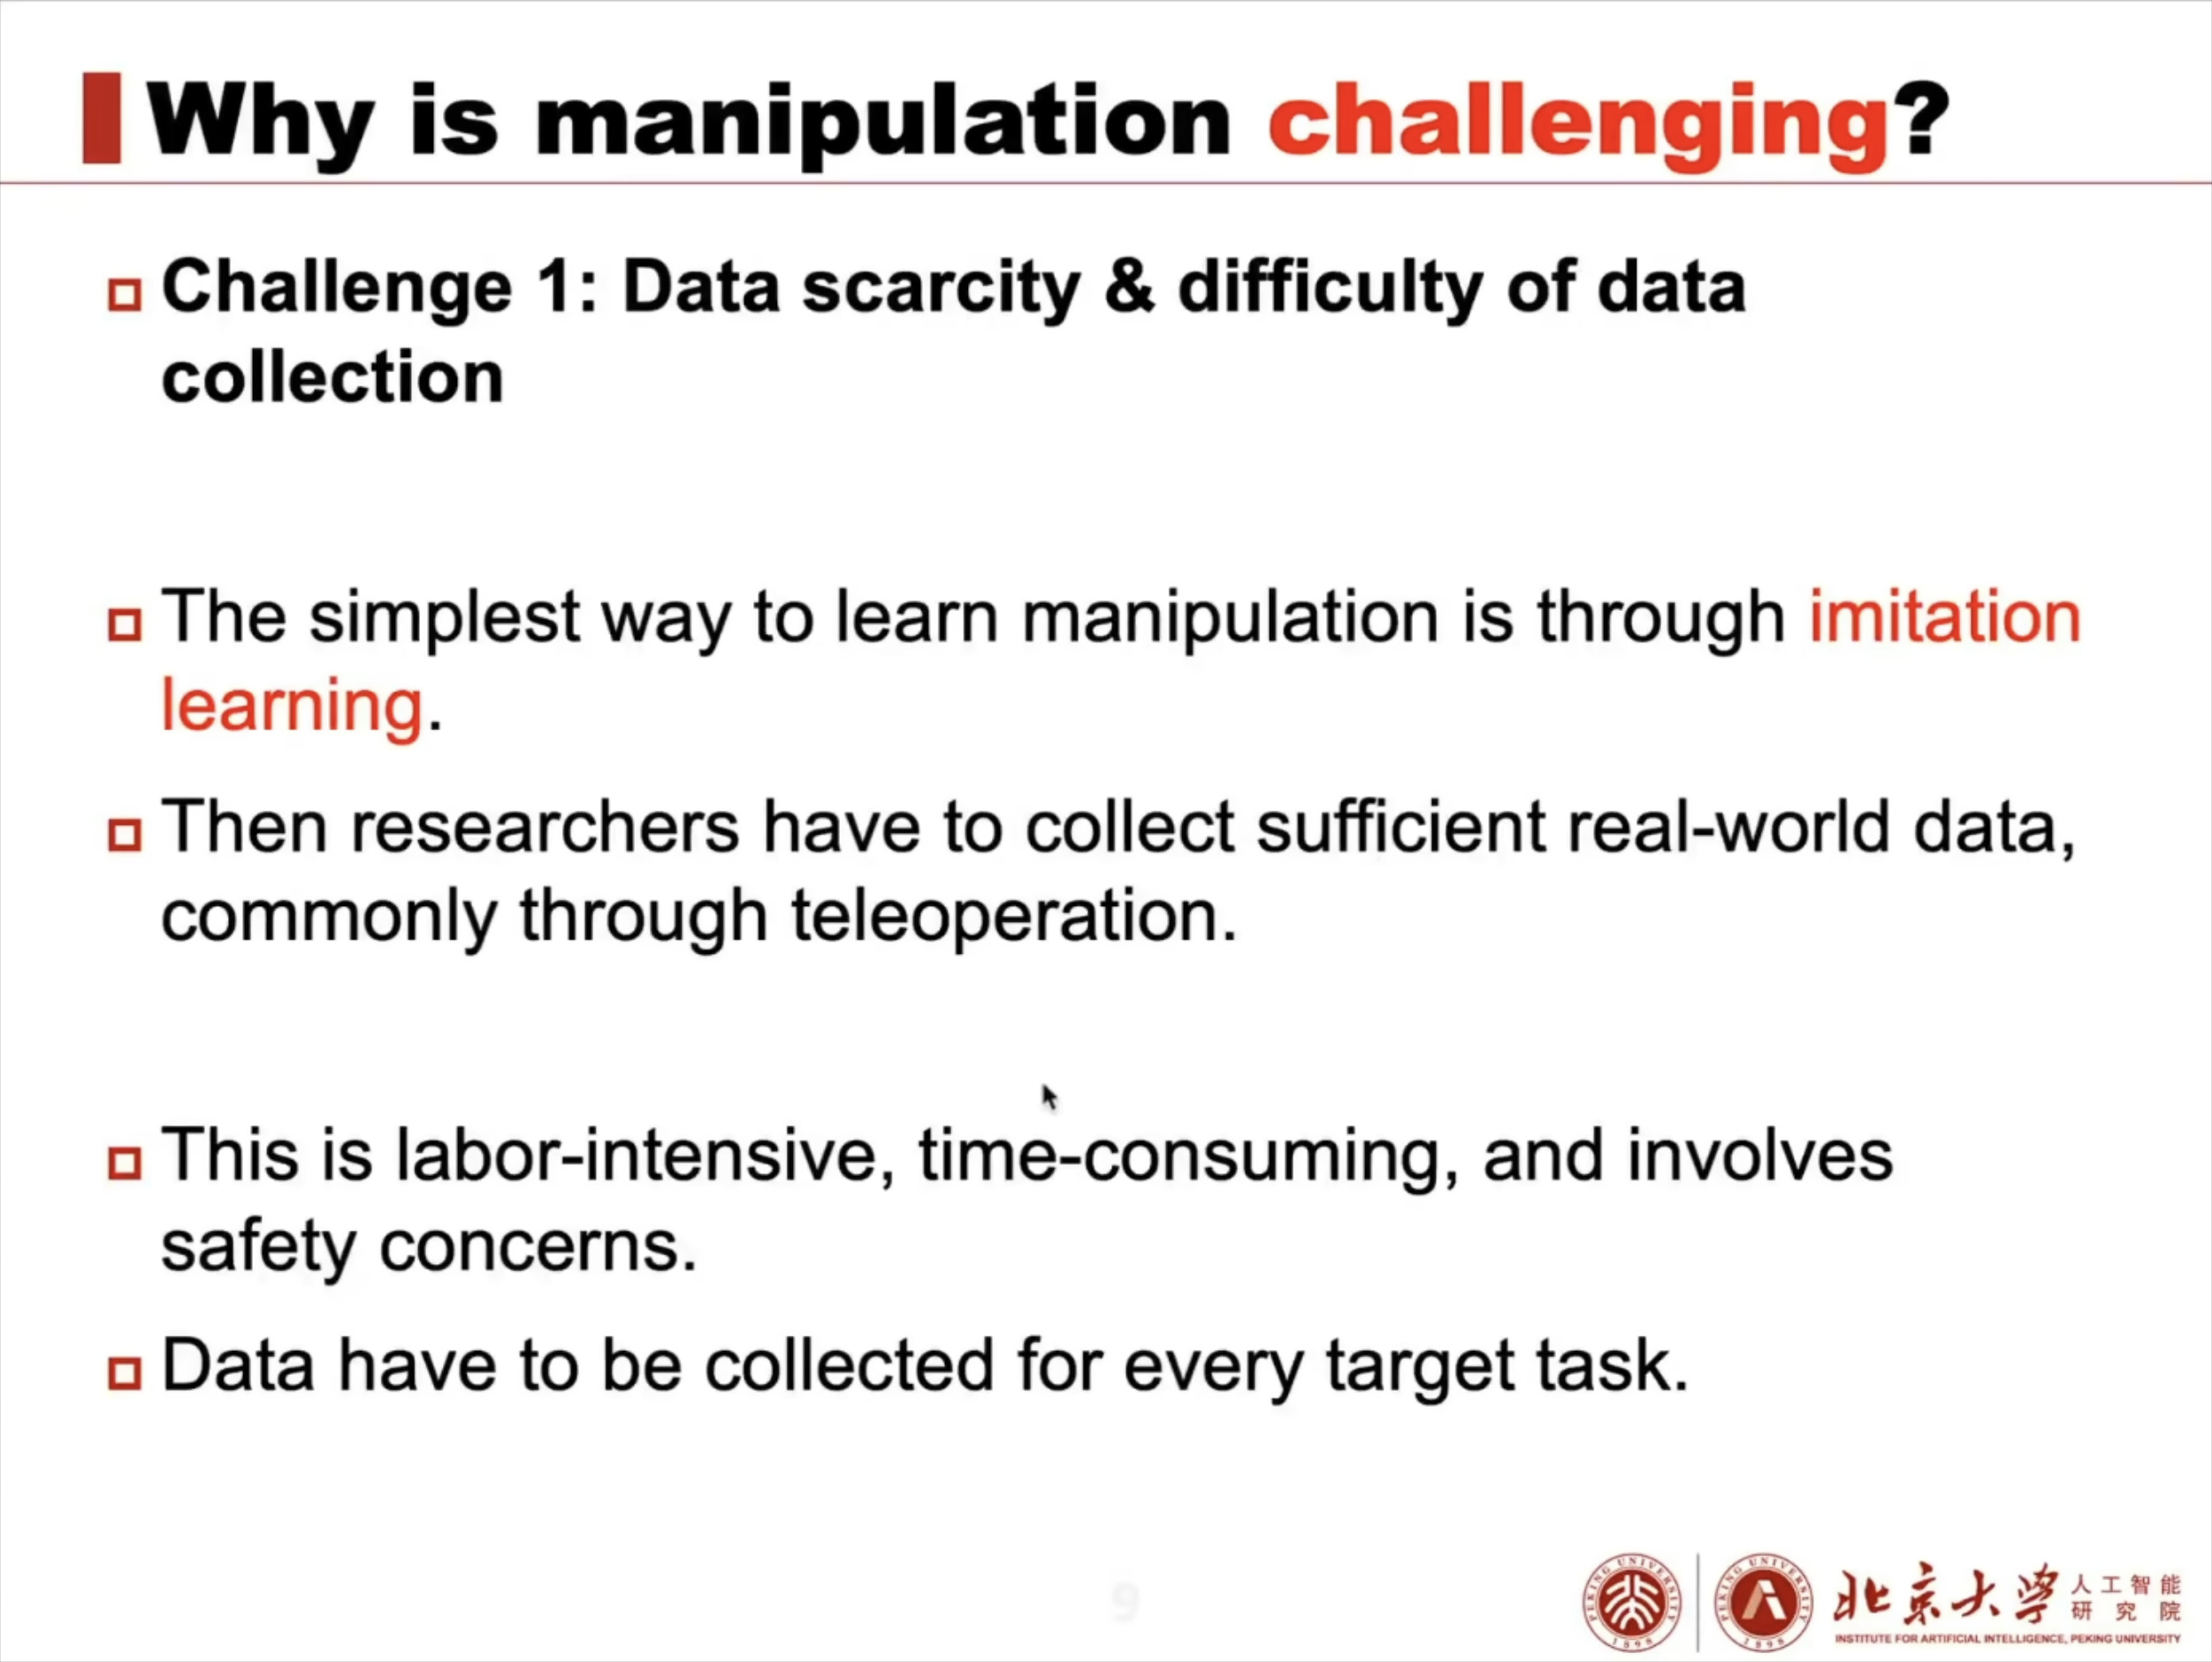 Why is manipulation challenging?
Challenge 1: Data scarcity & difficulty of data
collection
The simplest way to learn manipulation is through imitation
learning.
Then researchers have to collect sufficient real-world data,
commonly through teleoperation.
This is labor-intensive, time-consuming, and involves
safety concerns.
Data have to be collected for every target task.
9
PEKING UNIVERSITY
1898
PEKING UNIVERSITY
1898
北京大学
人工智能
研究院
INSTITUTE FOR ARTIFICIAL INTELLIGENCE, PEKING UNIVERSITY